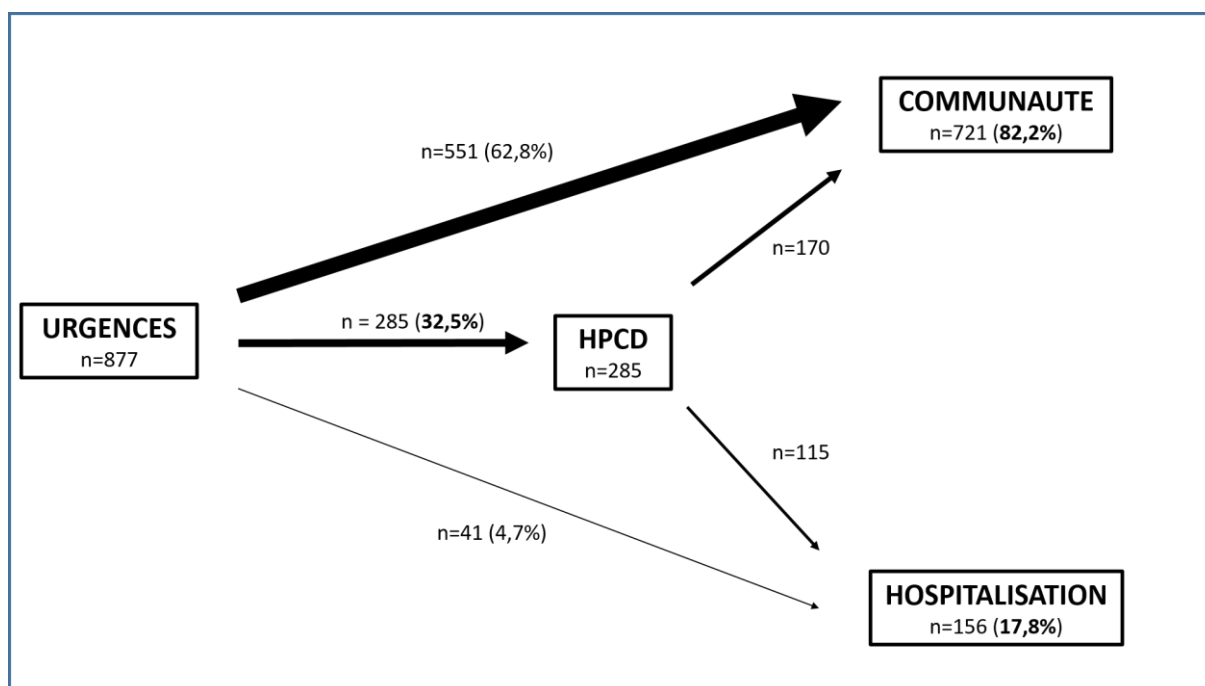 COMMUNAUTE
n=721 (82,2%)
n=551 (62,8%)
n=170
URGENCES
n=877
n = 285 (32,5%)
HPCD
n=285
n=115
n=41 (4,7%)
HOSPITALISATION
n=156 (17,8%)